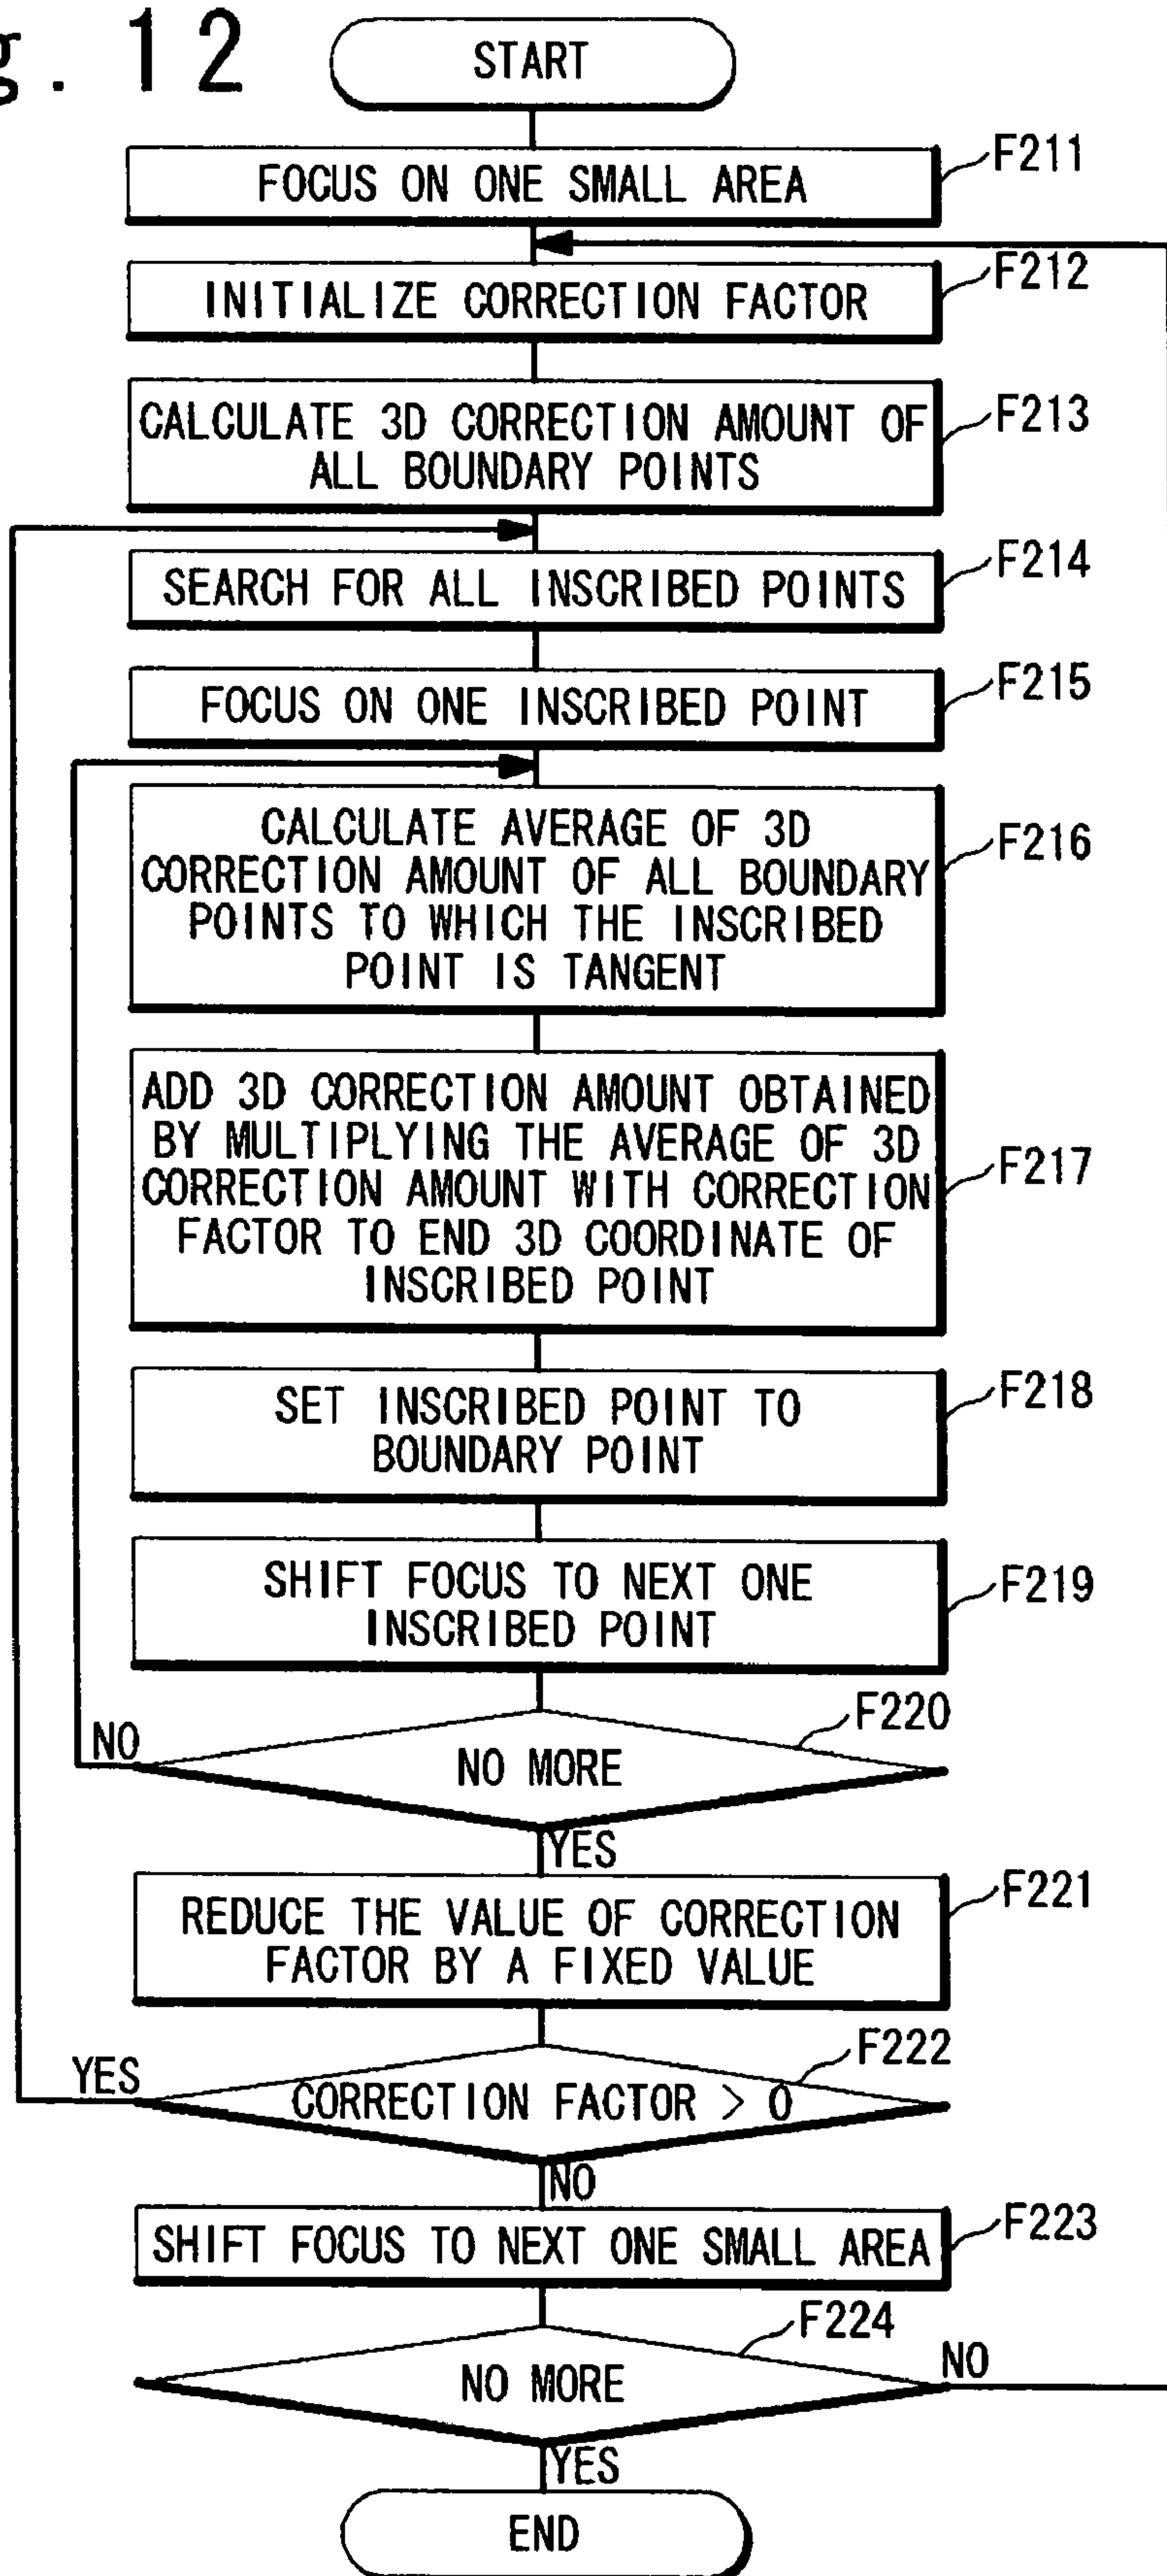 g. 12
START
FOCUS ON ONE SMALL AREA
F211
INITIALIZE CORRECTION FACTOR
F212
CALCULATE 3D CORRECTION AMOUNT OF
ALL BOUNDARY POINTS
F213
SEARCH FOR ALL INSCRIBED POINTS
F214
FOCUS ON ONE INSCRIBED POINT
F215
CALCULATE AVERAGE OF 3D
CORRECTION AMOUNT OF ALL BOUNDARY
POINTS TO WHICH THE INSCRIBED
POINT IS TANGENT
F216
ADD 3D CORRECTION AMOUNT OBTAINED
BY MULTIPLYING THE AVERAGE OF 3D
CORRECTION AMOUNT WITH CORRECTION
FACTOR TO END 3D COORDINATE OF
INSCRIBED POINT
F217
SET INSCRIBED POINT TO
BOUNDARY POINT
F218
SHIFT FOCUS TO NEXT ONE
INSCRIBED POINT
F219
F220
NO
NO MORE
YES
REDUCE THE VALUE OF CORRECTION
FACTOR BY A FIXED VALUE
F221
F222
YES
CORRECTION FACTOR > 0
NO
SHIFT FOCUS TO NEXT ONE SMALL AREA
F223
F224
NO MORE
NO
YES
END